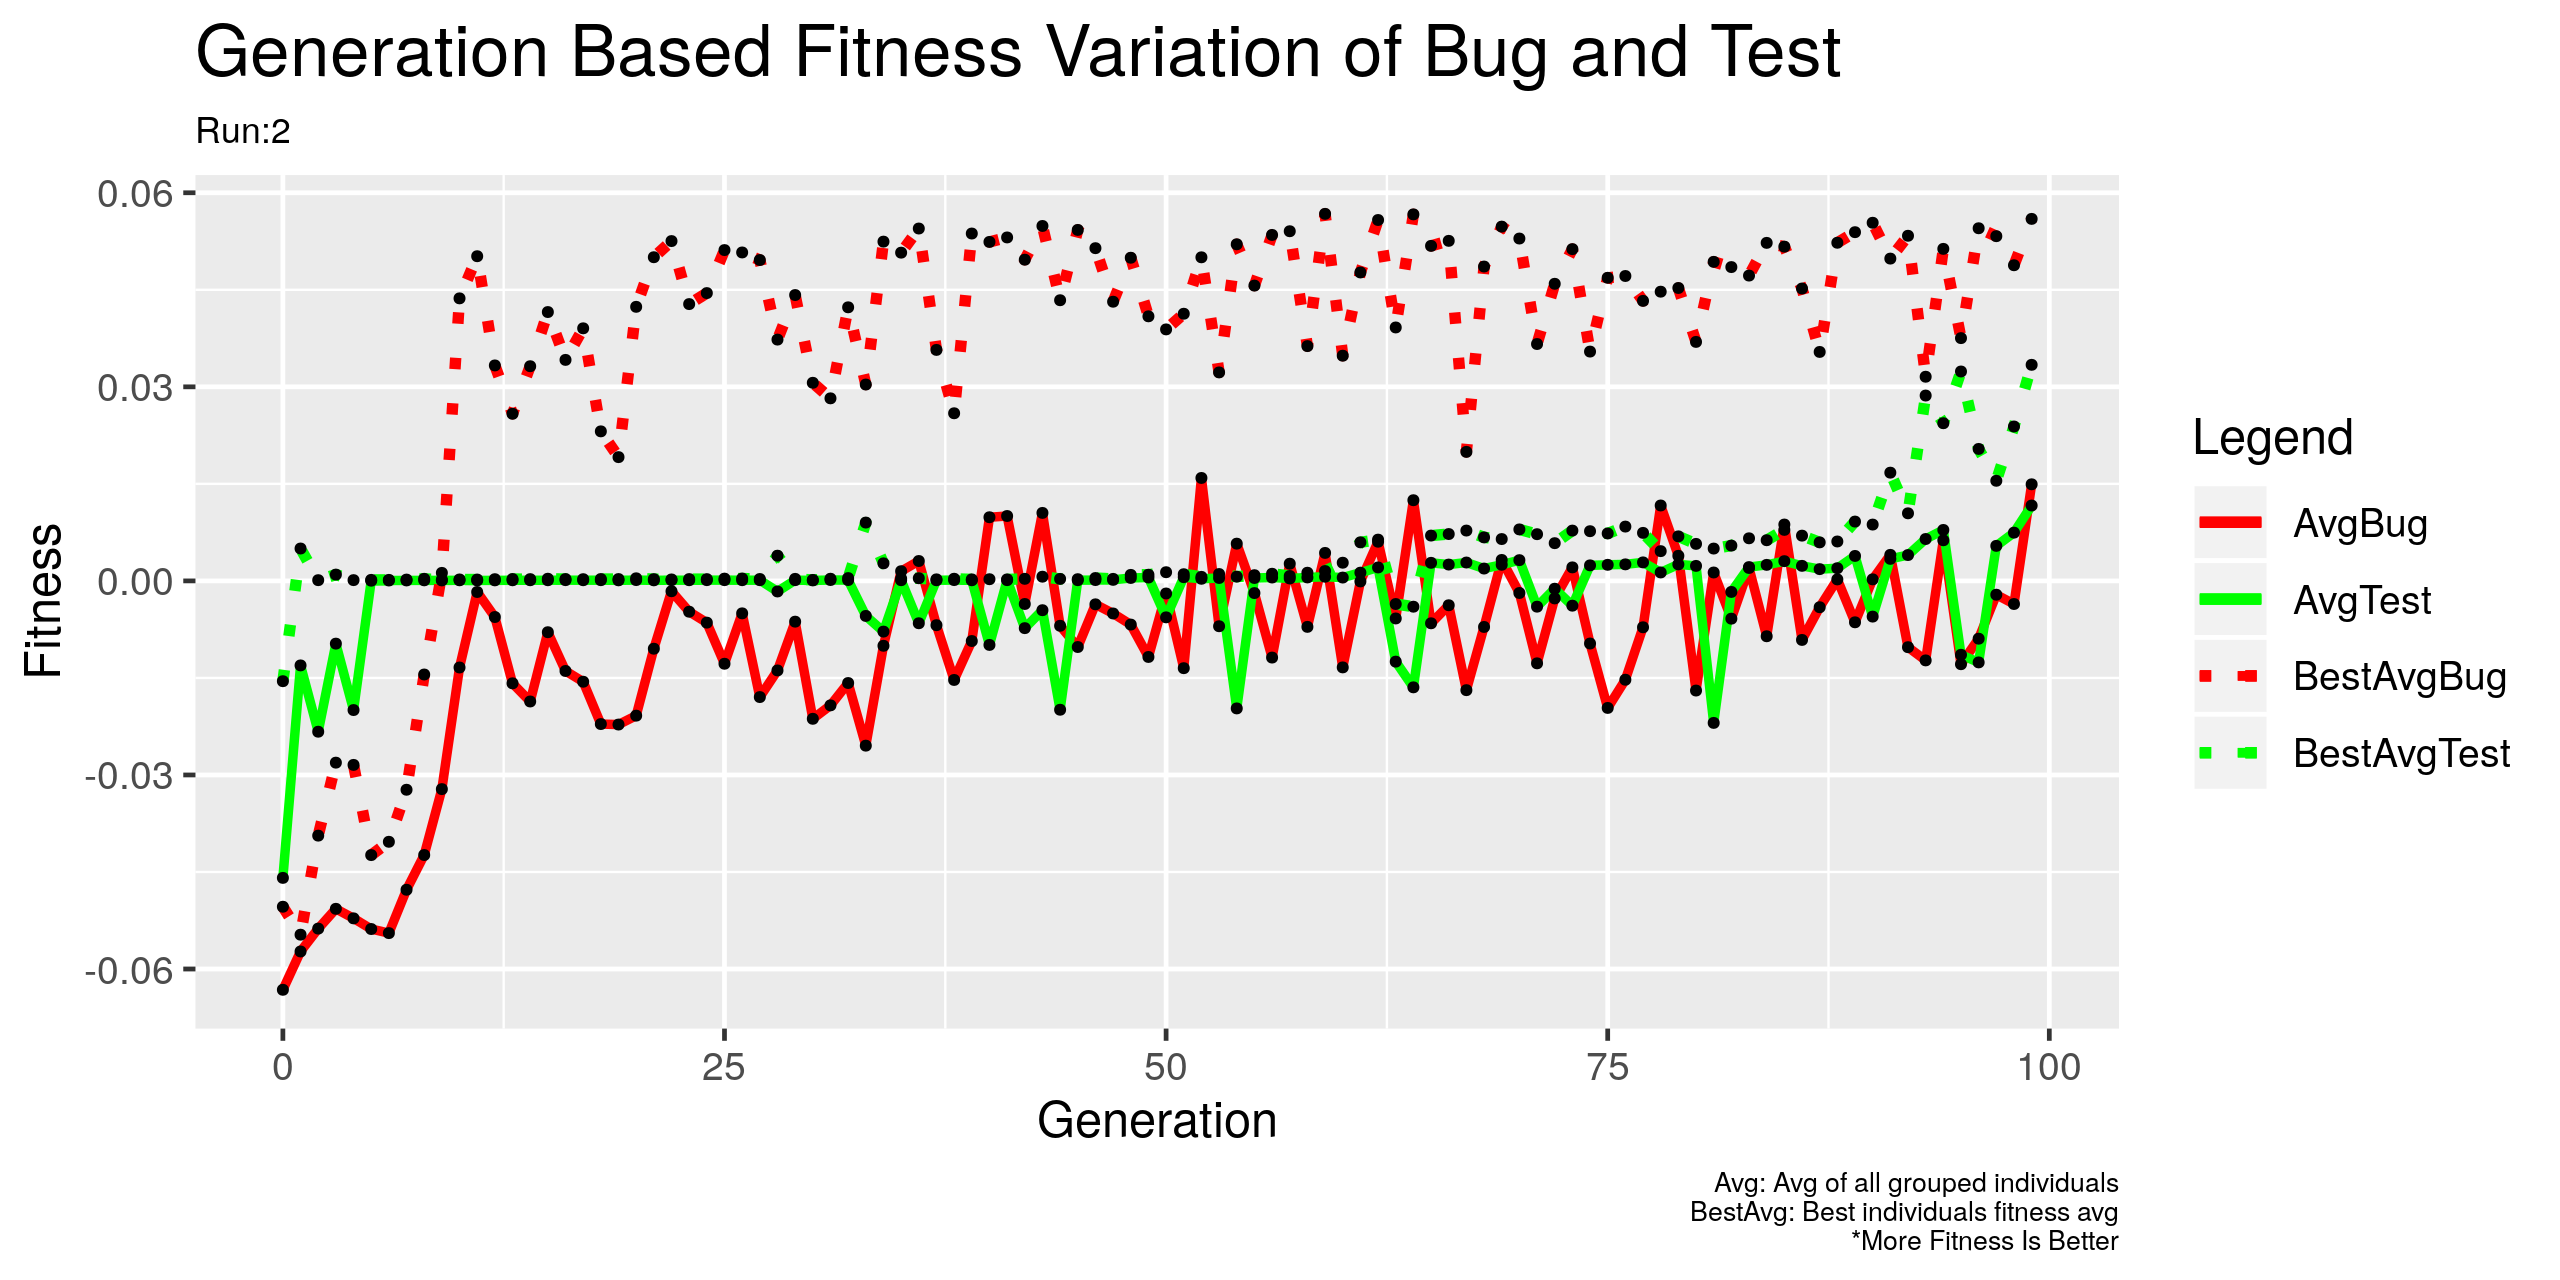 Generation Based Fitness Variation of Bug and Test
Run:2
0.06
0.03
0.00
-0.03
-0.06
Fitness
0
25
50
75
100
Generation
Legend
AvgBug
AvgTest
BestAvgBug
BestAvgTest
Avg: Avg of all grouped individuals
BestAvg: Best individuals fitness avg
*More Fitness Is Better